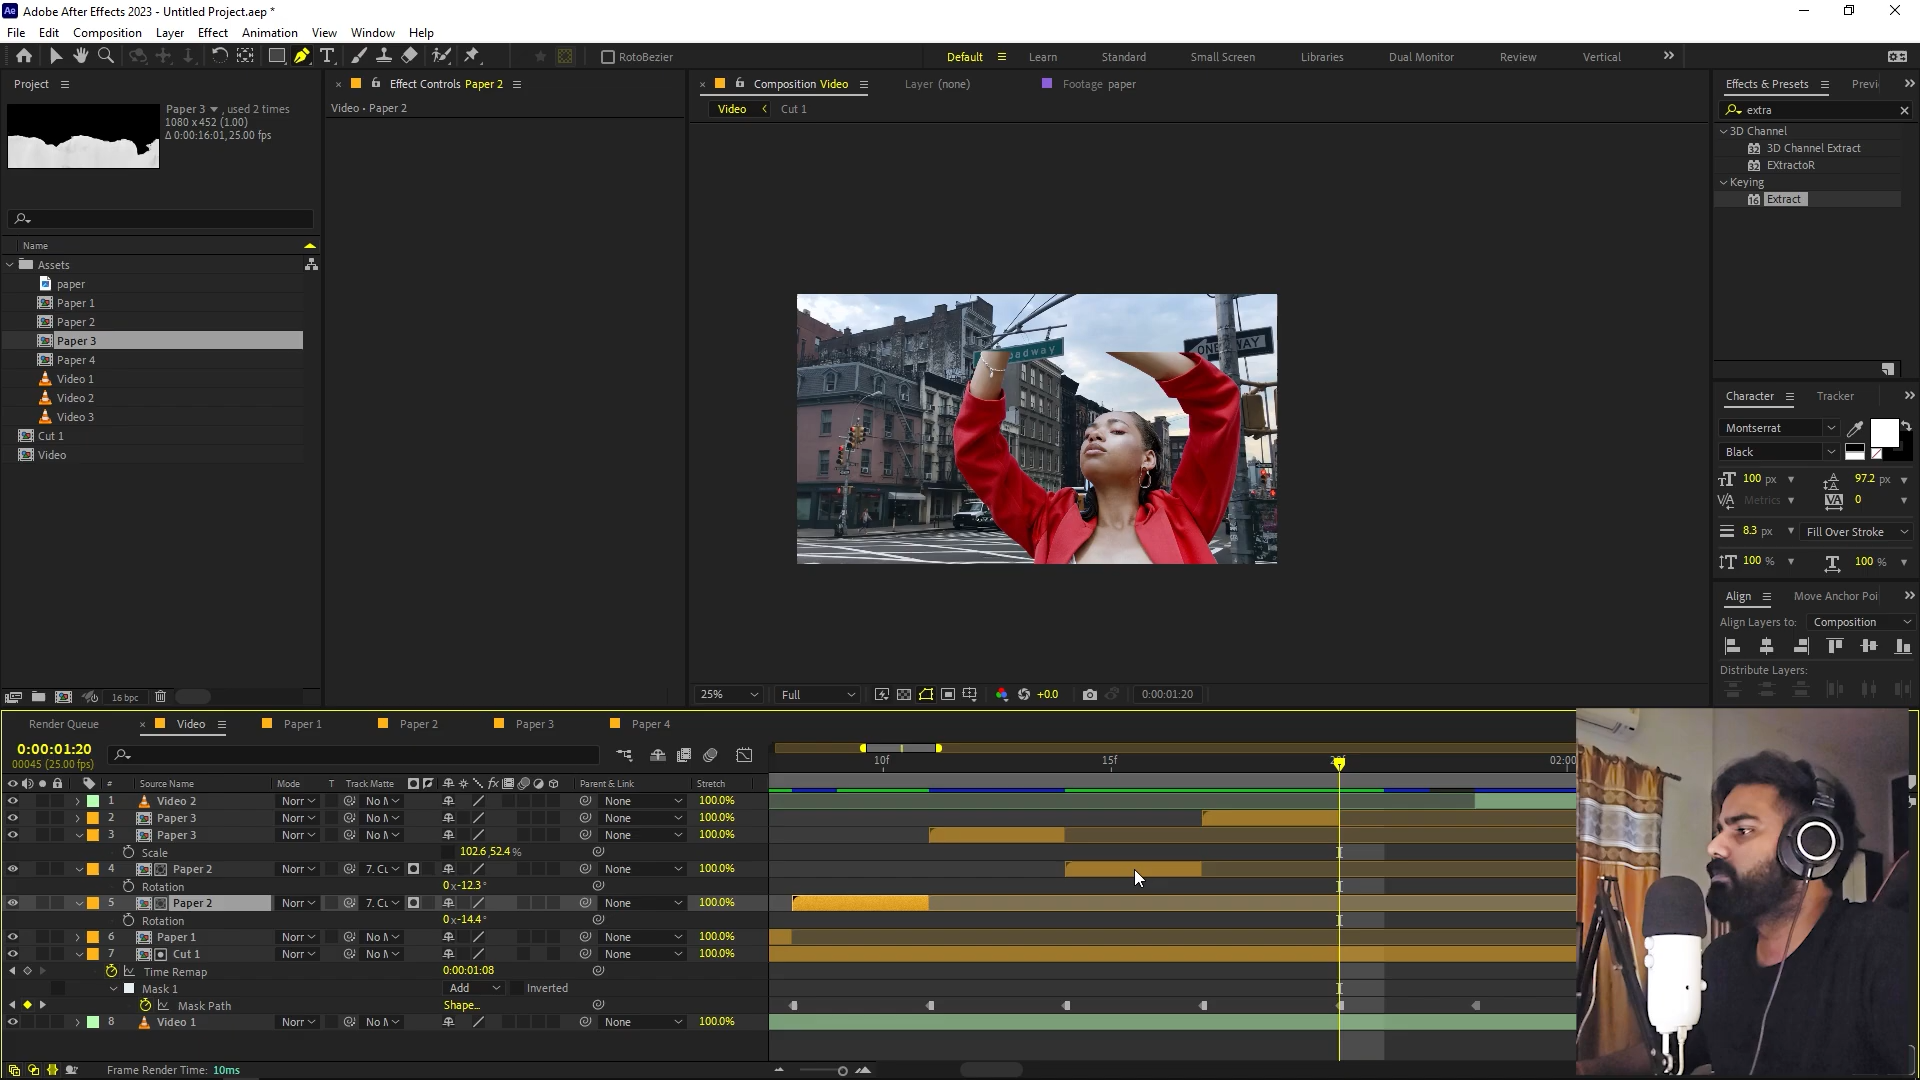 Ae Adobe After Effects 2023 - Untitled Project.aep *
File Edit Composition Layer Effect Animation View Window Help
RotoBezier
Default Learn Standard Small Screen Libraries Dual Monitor Review Vertical
Project
Paper 3 , used 2 times
1080 x 452 (1.00)
Δ 0:00:16:01, 25.00 fps
Name
Assets
paper
Paper 1
Paper 2
Paper 3
Paper 4
Video 1
Video 2
Video 3
Cut 1
Video
16 bpc
Effect Controls Paper 2
Video • Paper 2
Composition Video
Layer (none)
Footage paper
Video Cut 1
adway
ONE WAY
25% Full +0.0 0:00:01:20
Effects & Presets Previ
extra
3D Channel
3D Channel Extract
EXtractoR
Keying
Extract
Character Tracker
Montserrat
Black
100 px 97.2 px
Metrics 0
8.3 px Fill Over Stroke
100 % 100 %
Align Move Anchor Poi
Align Layers to: Composition
Distribute Layers:
Render Queue Video Paper 1 Paper 2 Paper 3 Paper 4
0:00:01:20
00045 (25.00 fps)
10f 15f 02:00
# Source Name Mode T Track Matte fx Parent & Link Stretch
1 Video 2 Norr No M None 100.0%
2 Paper 3 Norr No M None 100.0%
3 Paper 3 Norr No M None 100.0%
Scale 102.6,52.4 %
4 Paper 2 Norr 7. Cu None 100.0%
Rotation 0 x-12.3 °
5 Paper 2 Norr 7. Cu None 100.0%
Rotation 0 x-14.4 °
6 Paper 1 Norr No M None 100.0%
7 Cut 1 Norr No M None 100.0%
Time Remap 0:00:01:08
Mask 1 Add Inverted
Mask Path Shape...
8 Video 1 Norr No M None 100.0%
Frame Render Time: 10ms